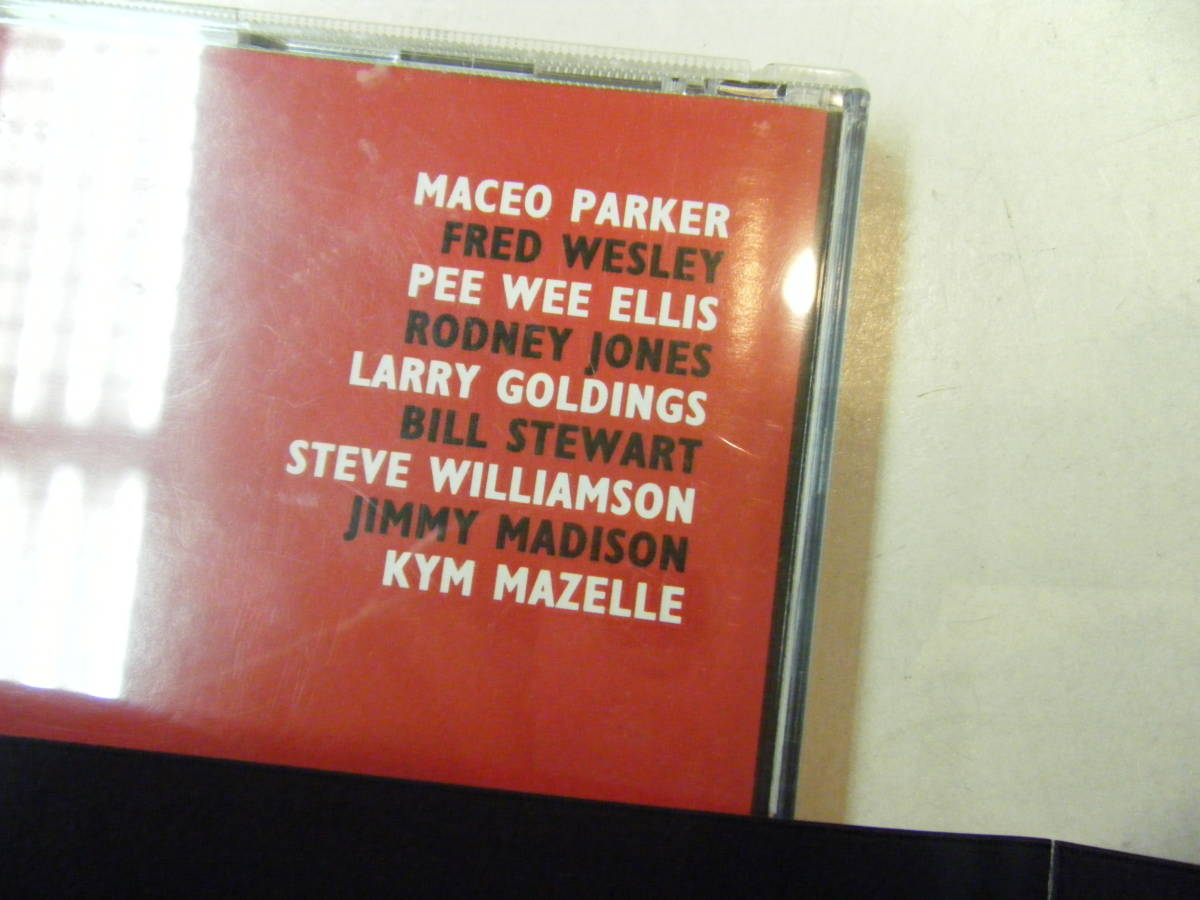 MACEO PARKER
FRED WESLEY
PEE WEE ELLIS
RODNEY JONES
LARRY GOLDINGS
BILL STEWART
STEVE WILLIAMSON
JIMMY MADISON
KYM MAZELLE